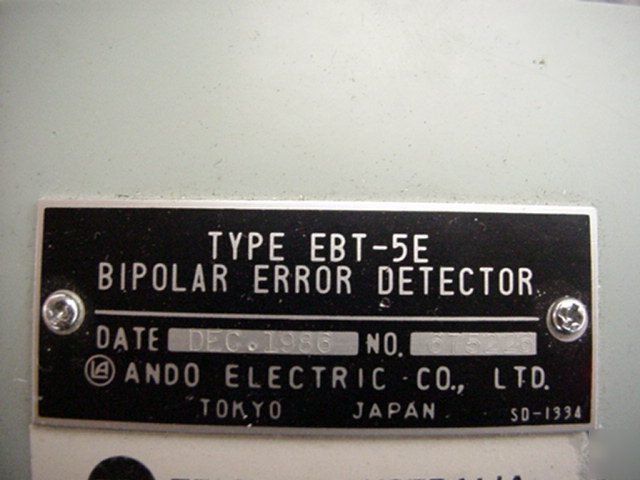 TYPE EBT-5E
BIPOLAR ERROR DETECTOR
DATE DEC.1986 NO.
ANDO ELECTRIC CO., LTD.
TOKYO JAPAN SD-1334